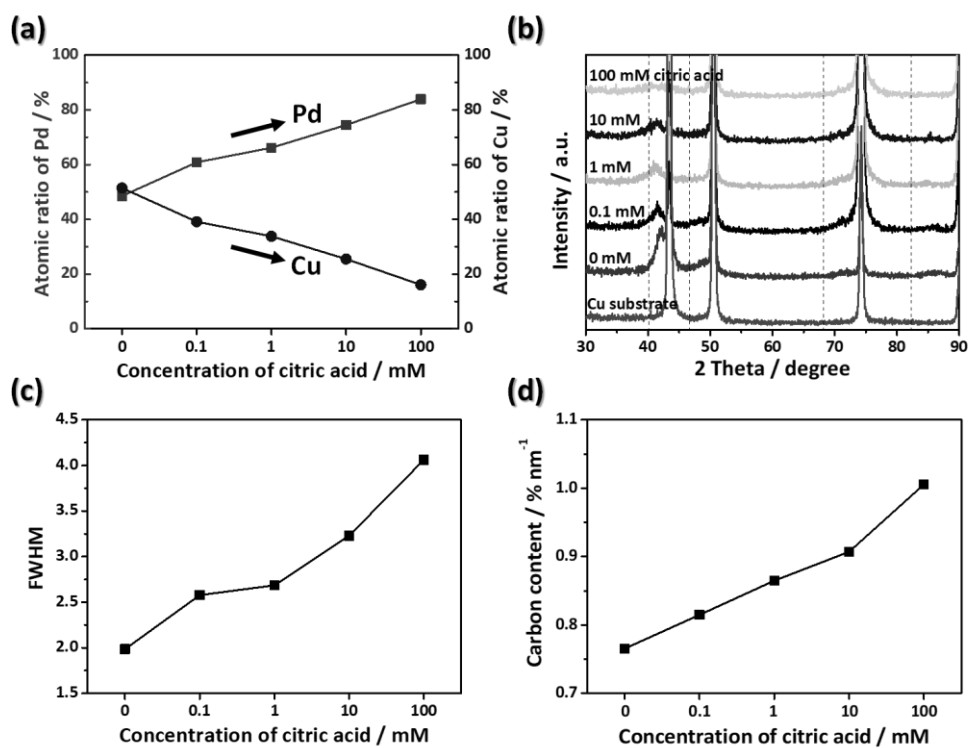 (a)
100
80
60
40
20
0
Atomic ratio of Pd / %
Pd
Cu
100
80
60
40
20
0
Atomic ratio of Cu / %
0 0.1 1 10 100
Concentration of citric acid / mM
(b)
Intensity / a.u.
100 mM citric acid
10 mM
1 mM
0.1 mM
0 mM
Cu substrate
30 40 50 60 70 80 90
2 Theta / degree
(c)
4.5
4.0
3.5
3.0
2.5
2.0
1.5
FWHM
0 0.1 1 10 100
Concentration of citric acid / mM
(d)
1.1
1.0
0.9
0.8
0.7
Carbon content / % nm⁻¹
0 0.1 1 10 100
Concentration of citric acid / mM